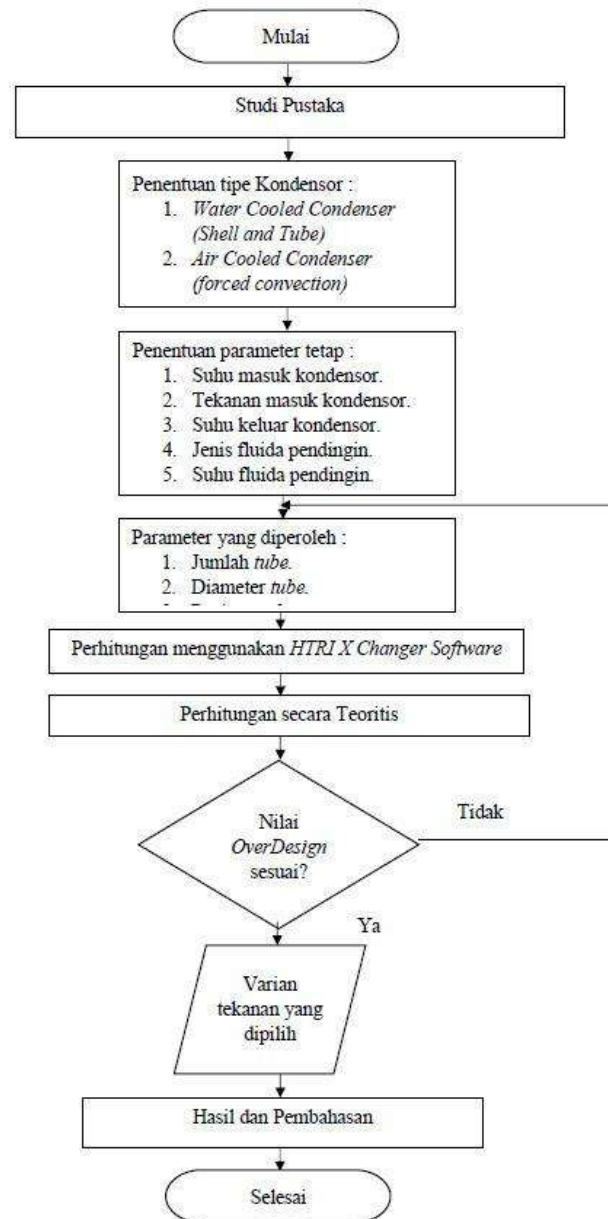 Mulai
Studi Pustaka
Penentuan tipe Kondensor :
1. Water Cooled Condenser
(Shell and Tube)
2. Air Cooled Condenser
(forced convection)
Penentuan parameter tetap :
1. Suhu masuk kondensor.
2. Tekanan masuk kondensor.
3. Suhu keluar kondensor.
4. Jenis fluida pendingin.
5. Suhu fluida pendingin.
Parameter yang diperoleh :
1. Jumlah tube.
2. Diameter tube.
Perhitungan menggunakan HTRI X Changer Software
Perhitungan secara Teoritis
Nilai
OverDesign
sesuai?
Tidak
Ya
Varian
tekanan yang
dipilih
Hasil dan Pembahasan
Selesai